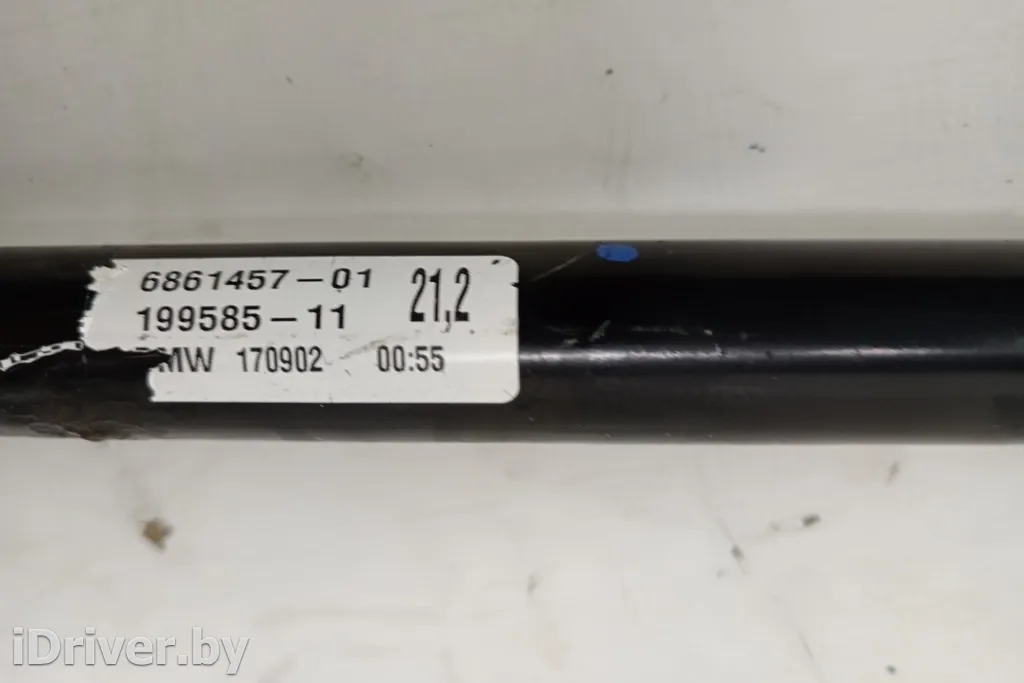 6861457-01
199585-11
21,2
MW 170902 00:55
iDriver.by